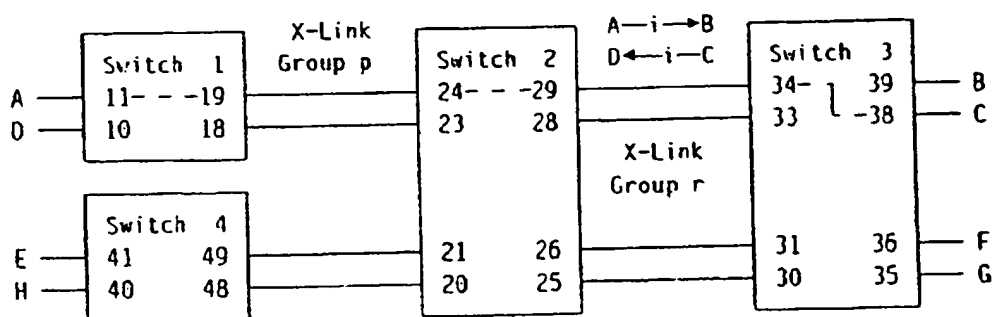 X-Link
Group p
A—i→B
D←i—C
Switch 1
11- - -19
10 18
Switch 2
24- - -29
23 28
21 26
20 25
Switch 3
34- 39
33 -38
31 36
30 35
X-Link
Group r
Switch 4
41 49
40 48
A
D
E
H
B
C
F
G